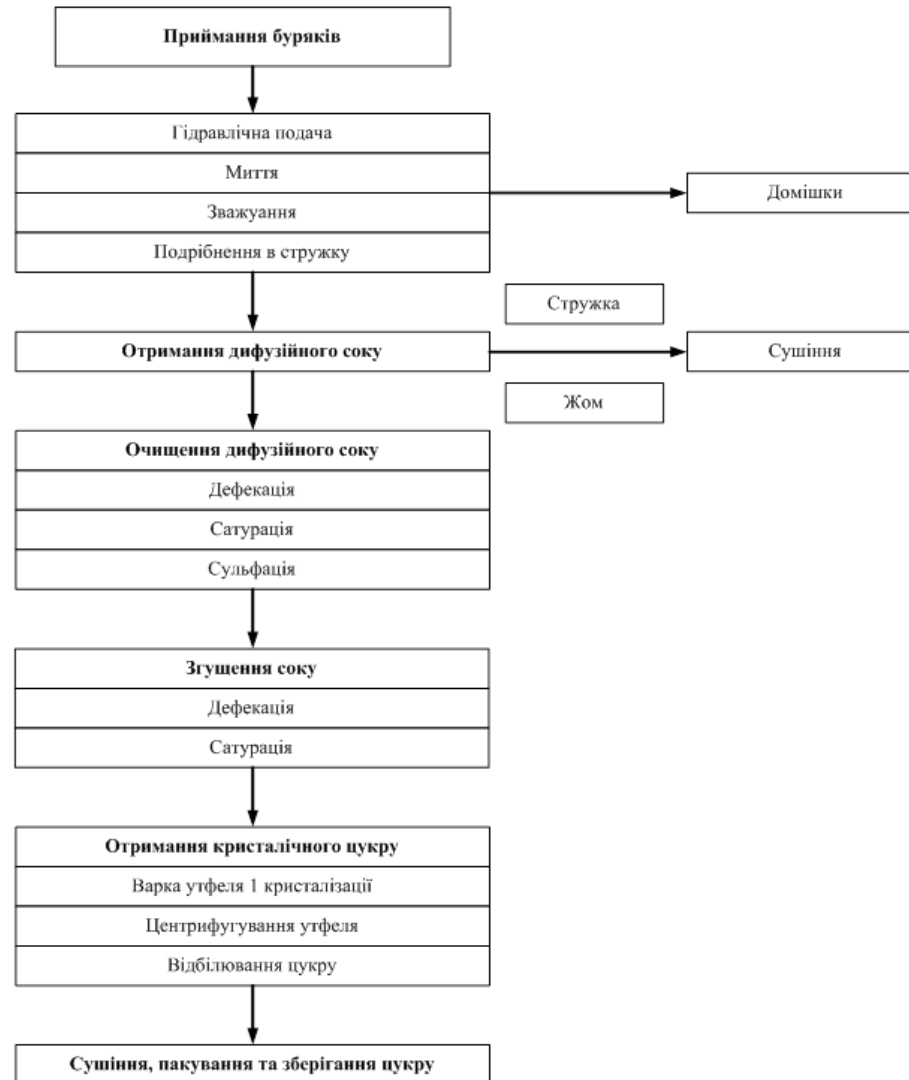 Приймання буряків
Гідравлічна подача
Миття
Домішки
Зважуання
Подрібнення в стружку
Стружка
Отримання дифузійного соку
Сушіння
Жом
Очищення дифузійного соку
Дефекація
Сатурація
Сульфація
Згущення соку
Дефекація
Сатурація
Отримання кристалічного цукру
Варка утфеля 1 кристалізації
Центрифугування утфеля
Відбілювання цукру
Сушіння, пакування та зберігання цукру